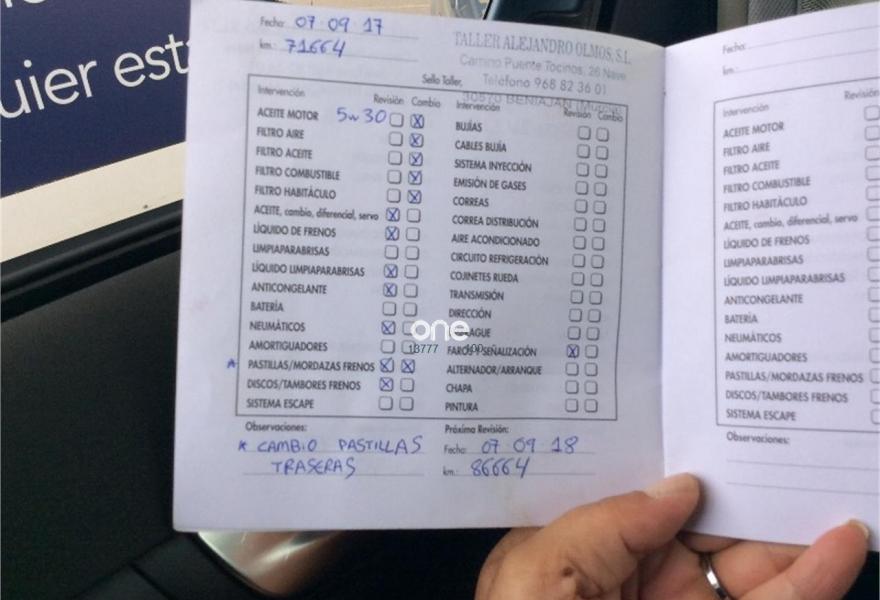 uier est
Fecha: 07·09·17
km.: 71664
TALLER ALEJANDRO OLMOS, S.L.
Camino Puente Tocinos, 26 Nave
Teléfono 968 82 36 01
30570 BENIAJAN (Murcia)
Sello Taller,
Intervención Revisión Cambio
ACEITE MOTOR 5w30
FILTRO AIRE
FILTRO ACEITE
FILTRO COMBUSTIBLE
FILTRO HABITÁCULO
ACEITE, cambio, diferencial, servo
LÍQUIDO DE FRENOS
LIMPIAPARABRISAS
LÍQUIDO LIMPIAPARABRISAS
ANTICONGELANTE
BATERÍA
NEUMÁTICOS
AMORTIGUADORES
* PASTILLAS/MORDAZAS FRENOS
DISCOS/TAMBORES FRENOS
SISTEMA ESCAPE
Intervención Revisión Cambio
BUJÍAS
CABLES BUJÍA
SISTEMA INYECCIÓN
EMISIÓN DE GASES
CORREAS
CORREA DISTRIBUCIÓN
AIRE ACONDICIONADO
CIRCUITO REFRIGERACIÓN
COJINETES RUEDA
TRANSMISIÓN
DIRECCIÓN
FAROS Y SEÑALIZACIÓN
ALTERNADOR/ARRANQUE
CHAPA
PINTURA
one
13777
Observaciones:
* CAMBIO PASTILLAS
TRASERAS
Próxima Revisión:
Fecha: 07 09 18
km.: 86664
Fecha:
km.:
Intervención Revisión
ACEITE MOTOR
FILTRO AIRE
FILTRO ACEITE
FILTRO COMBUSTIBLE
FILTRO HABITÁCULO
ACEITE, cambio, diferencial, servo
LÍQUIDO DE FRENOS
LIMPIAPARABRISAS
LÍQUIDO LIMPIAPARABRISAS
ANTICONGELANTE
BATERÍA
NEUMÁTICOS
AMORTIGUADORES
PASTILLAS/MORDAZAS FRENOS
DISCOS/TAMBORES FRENOS
SISTEMA ESCAPE
Observaciones: